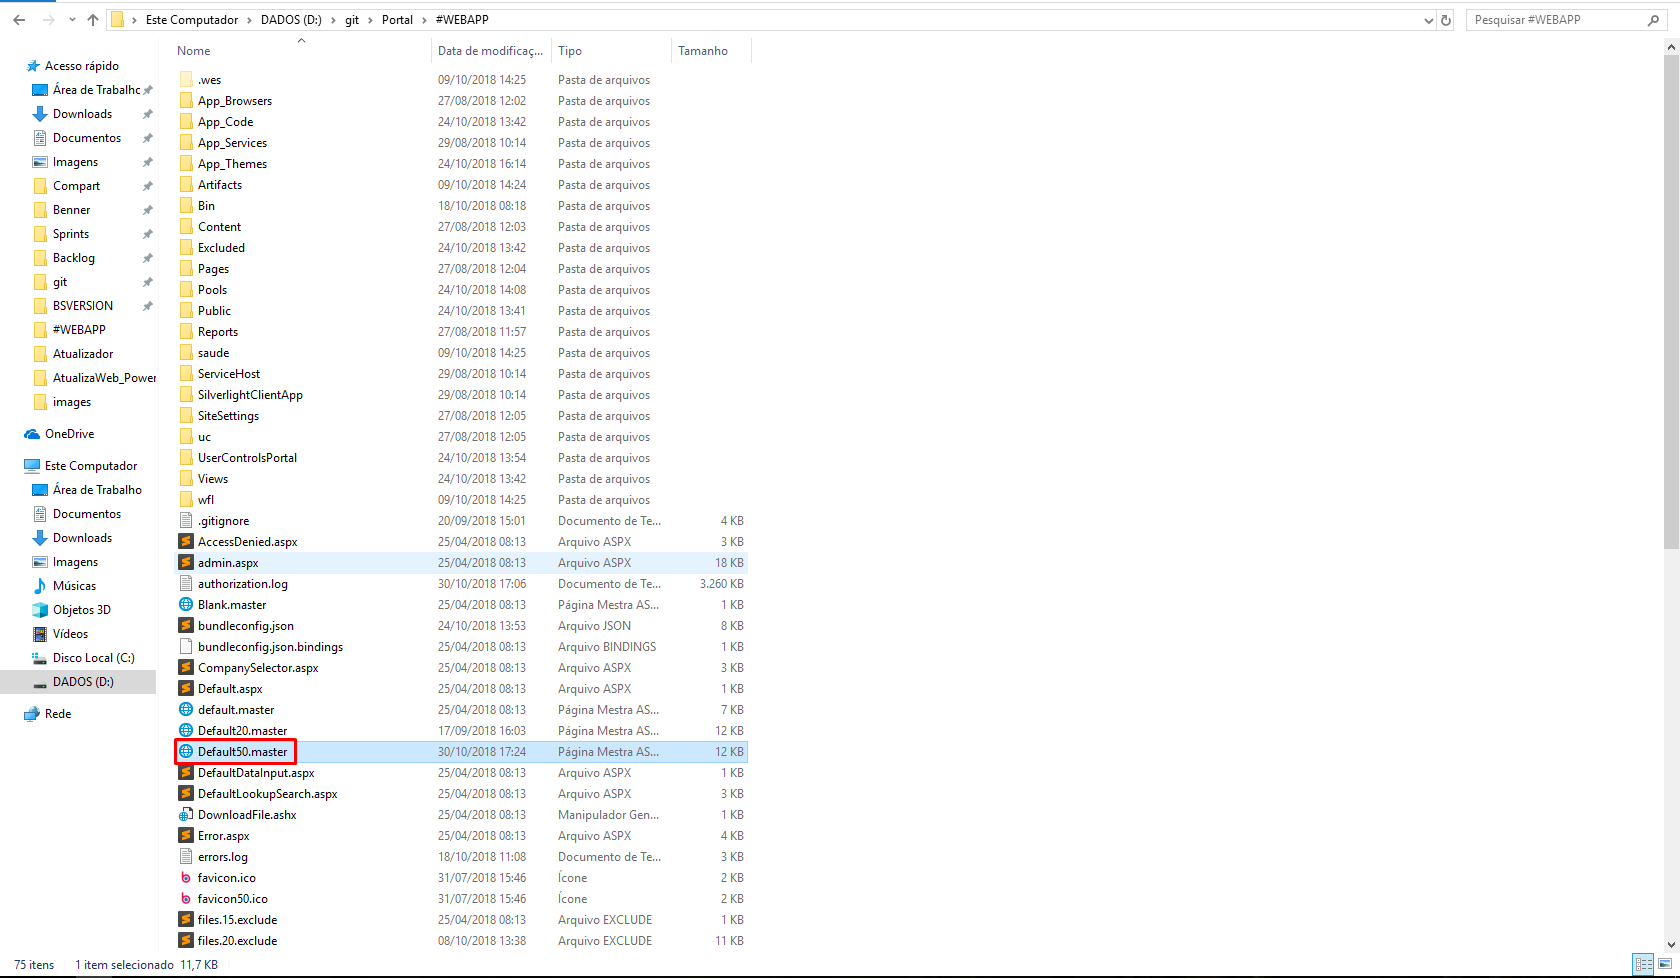 Este Computador > DADOS (D:) > git > Portal > #WEBAPP
Pesquisar #WEBAPP
Acesso rápido
Área de Trabalhc
Downloads
Documentos
Imagens
Compart
Benner
Sprints
Backlog
git
BSVERSION
#WEBAPP
Atualizador
AtualizaWeb_Power
images
OneDrive
Este Computador
Área de Trabalho
Documentos
Downloads
Imagens
Músicas
Objetos 3D
Vídeos
Disco Local (C:)
DADOS (D:)
Rede
Nome Data de modificaç... Tipo Tamanho
.wes 09/10/2018 14:25 Pasta de arquivos
App_Browsers 27/08/2018 12:02 Pasta de arquivos
App_Code 24/10/2018 13:42 Pasta de arquivos
App_Services 29/08/2018 10:14 Pasta de arquivos
App_Themes 24/10/2018 16:14 Pasta de arquivos
Artifacts 09/10/2018 14:24 Pasta de arquivos
Bin 18/10/2018 08:18 Pasta de arquivos
Content 27/08/2018 12:03 Pasta de arquivos
Excluded 24/10/2018 13:42 Pasta de arquivos
Pages 27/08/2018 12:04 Pasta de arquivos
Pools 24/10/2018 14:08 Pasta de arquivos
Public 24/10/2018 13:41 Pasta de arquivos
Reports 27/08/2018 11:57 Pasta de arquivos
saude 09/10/2018 14:25 Pasta de arquivos
ServiceHost 29/08/2018 10:14 Pasta de arquivos
SilverlightClientApp 29/08/2018 10:14 Pasta de arquivos
SiteSettings 27/08/2018 12:05 Pasta de arquivos
uc 27/08/2018 12:05 Pasta de arquivos
UserControlsPortal 24/10/2018 13:54 Pasta de arquivos
Views 24/10/2018 13:42 Pasta de arquivos
wfl 09/10/2018 14:25 Pasta de arquivos
.gitignore 20/09/2018 15:01 Documento de Te... 4 KB
AccessDenied.aspx 25/04/2018 08:13 Arquivo ASPX 3 KB
admin.aspx 25/04/2018 08:13 Arquivo ASPX 18 KB
authorization.log 30/10/2018 17:06 Documento de Te... 3.260 KB
Blank.master 25/04/2018 08:13 Página Mestra AS... 1 KB
bundleconfig.json 24/10/2018 13:53 Arquivo JSON 8 KB
bundleconfig.json.bindings 25/04/2018 08:13 Arquivo BINDINGS 1 KB
CompanySelector.aspx 25/04/2018 08:13 Arquivo ASPX 3 KB
Default.aspx 25/04/2018 08:13 Arquivo ASPX 1 KB
default.master 25/04/2018 08:13 Página Mestra AS... 7 KB
Default20.master 17/09/2018 16:03 Página Mestra AS... 12 KB
Default50.master 30/10/2018 17:24 Página Mestra AS... 12 KB
DefaultDataInput.aspx 25/04/2018 08:13 Arquivo ASPX 1 KB
DefaultLookupSearch.aspx 25/04/2018 08:13 Arquivo ASPX 3 KB
DownloadFile.ashx 25/04/2018 08:13 Manipulador Gen... 1 KB
Error.aspx 25/04/2018 08:13 Arquivo ASPX 4 KB
errors.log 18/10/2018 11:08 Documento de Te... 3 KB
favicon.ico 31/07/2018 15:46 Ícone 2 KB
favicon50.ico 31/07/2018 15:46 Ícone 2 KB
files.15.exclude 25/04/2018 08:13 Arquivo EXCLUDE 1 KB
files.20.exclude 08/10/2018 13:38 Arquivo EXCLUDE 11 KB
75 itens 1 item selecionado 11,7 KB